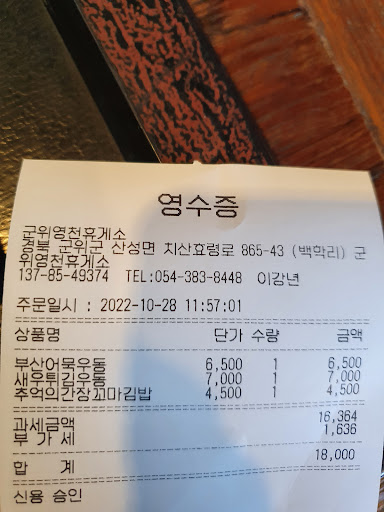 영수증
군위영천휴게소
경북 군위군 산성면 치산효령로 865-43 (백학리) 군
위영천휴게소
137-85-49374 TEL:054-383-8448 이강년
주문일시 : 2022-10-28 11:57:01
상품명 단가 수량 금액
부산어묵우동 6,500 1 6,500
새우튀김우동 7,000 1 7,000
추억의간장꼬마김밥 4,500 1 4,500
과세금액 16,364
부 가 세 1,636
합 계 18,000
신용 승인